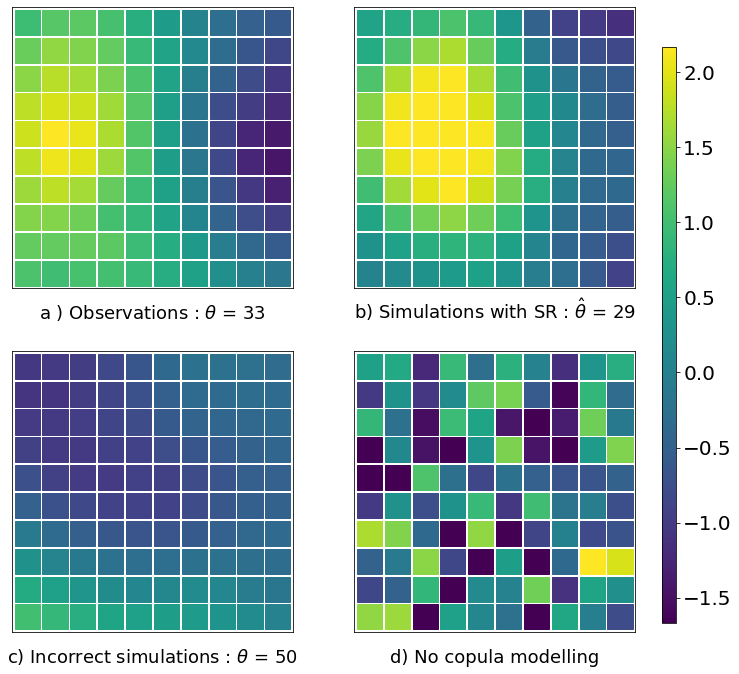 a ) Observations : θ = 33
b) Simulations with SR : θ̂ = 29
c) Incorrect simulations : θ = 50
d) No copula modelling
2.0
1.5
1.0
0.5
0.0
−0.5
−1.0
−1.5